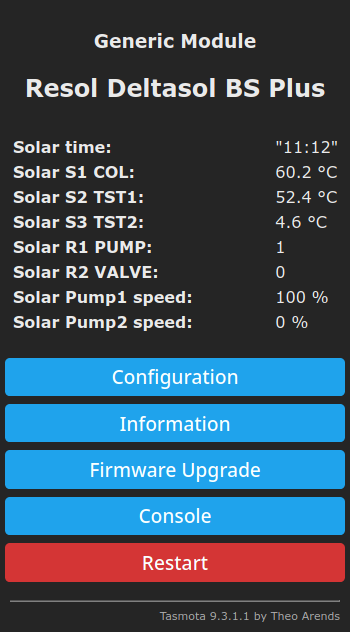 Generic Module
Resol Deltasol BS Plus
Solar time: "11:12"
Solar S1 COL: 60.2 °C
Solar S2 TST1: 52.4 °C
Solar S3 TST2: 4.6 °C
Solar R1 PUMP: 1
Solar R2 VALVE: 0
Solar Pump1 speed: 100 %
Solar Pump2 speed: 0 %
Configuration
Information
Firmware Upgrade
Console
Restart
Tasmota 9.3.1.1 by Theo Arends